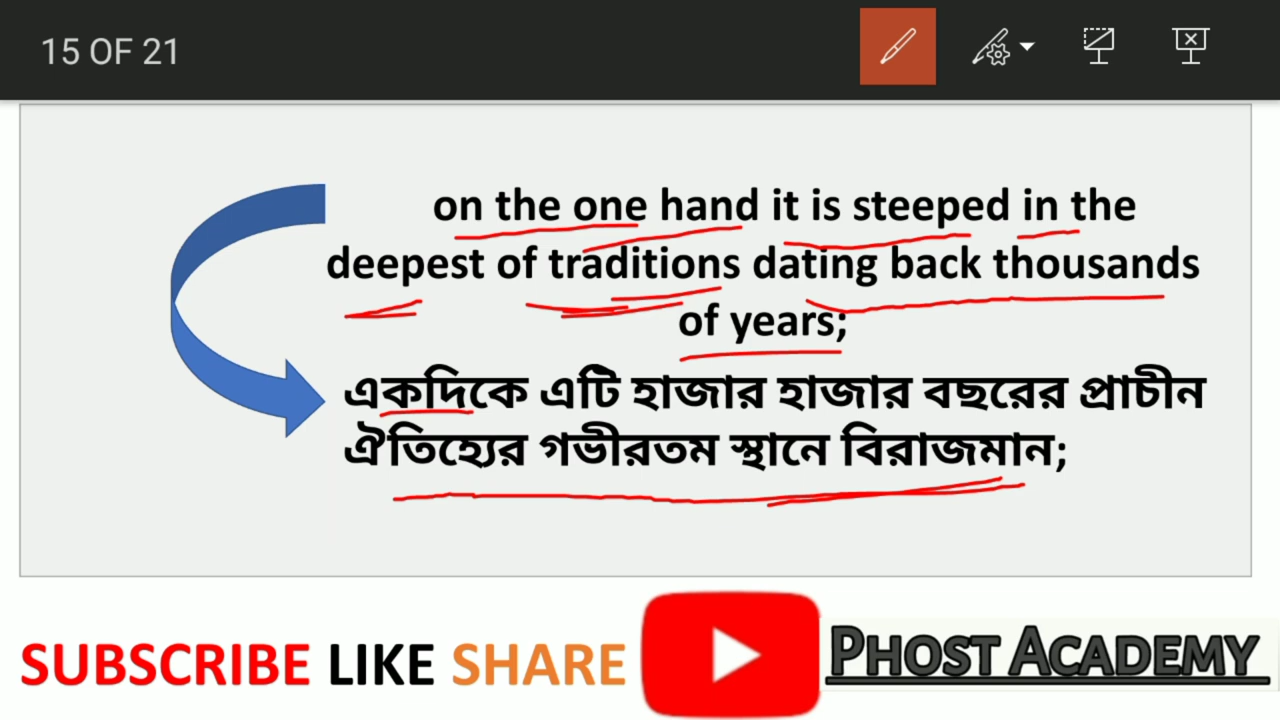 15 OF 21
on the one hand it is steeped in the
deepest of traditions dating back thousands
of years;
একদিকে এটি হাজার হাজার বছরের প্রাচীন
ঐতিহ্যের গভীরতম স্থানে বিরাজমান;
SUBSCRIBE LIKE SHARE PHOST ACADEMY